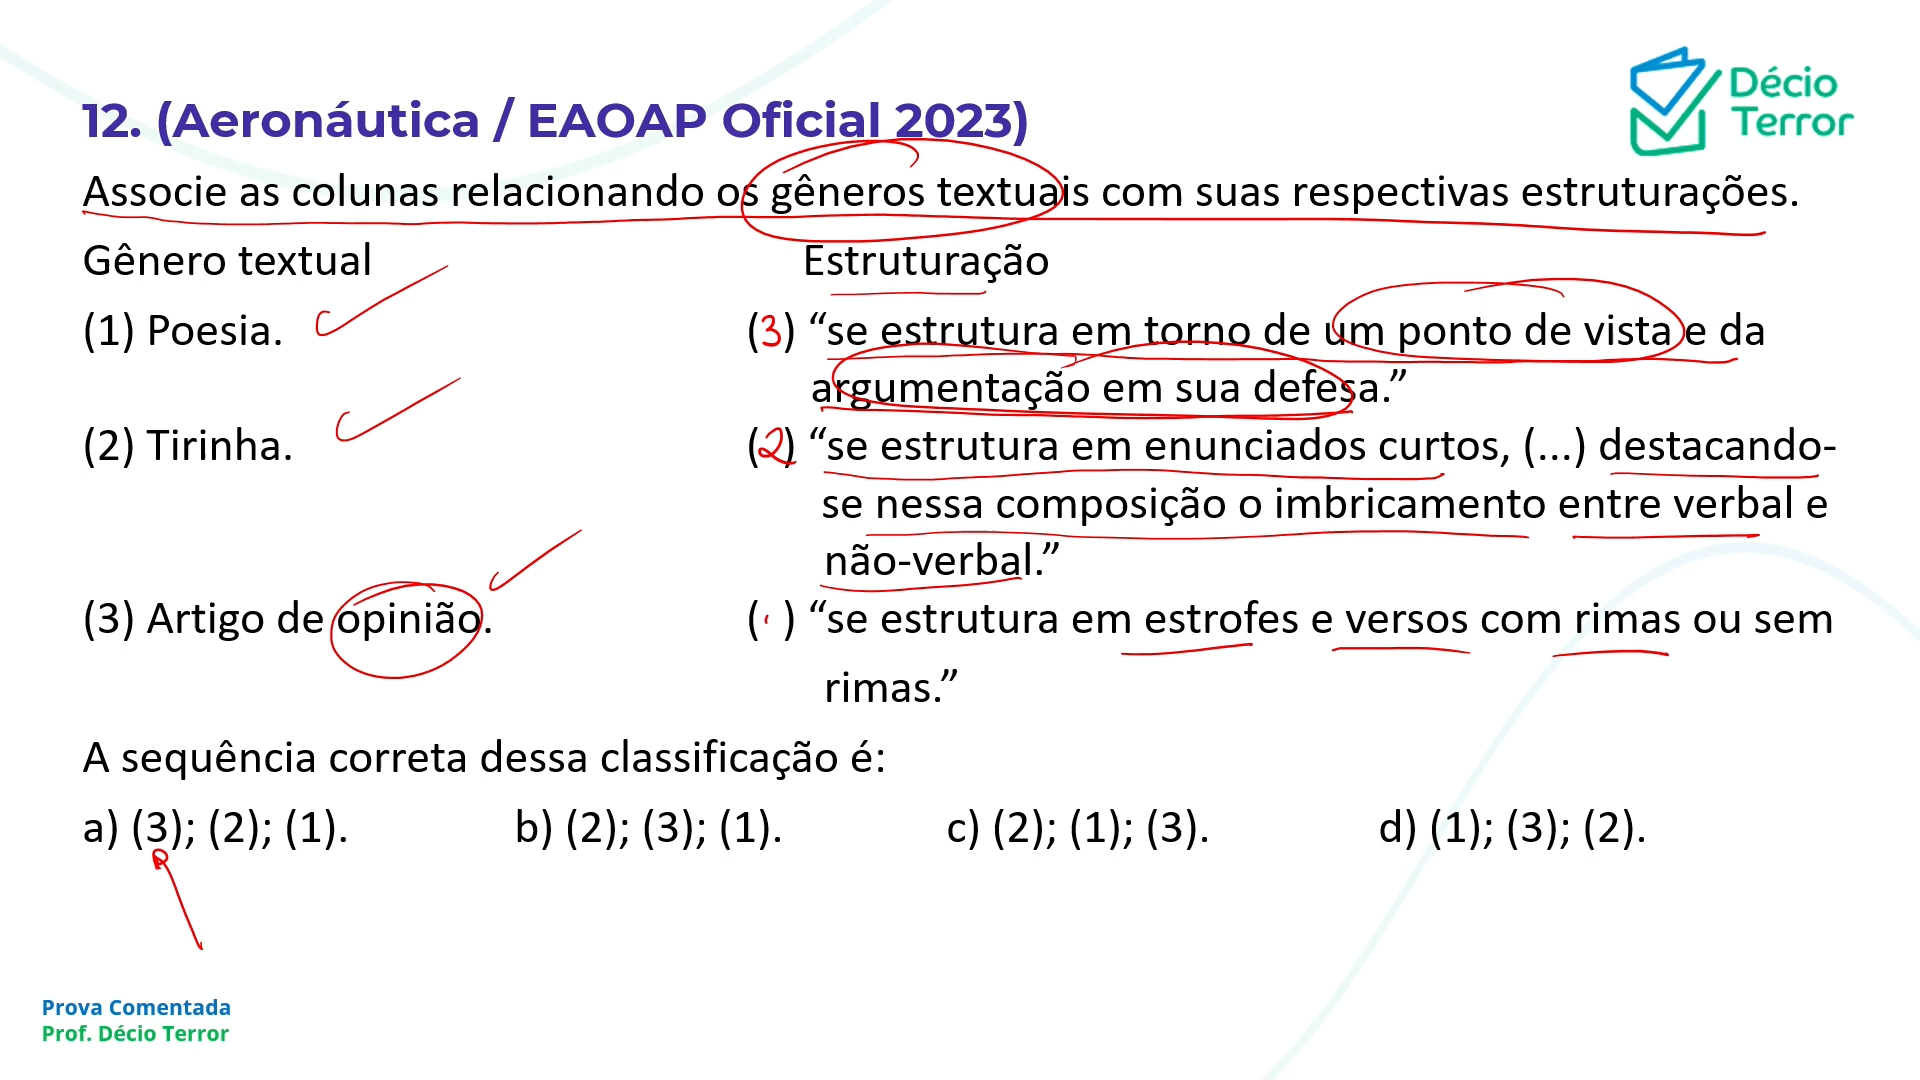 Décio
Terror
12. (Aeronáutica / EAOAP Oficial 2023)
Associe as colunas relacionando os gêneros textuais com suas respectivas estruturações.
Gênero textual Estruturação
(1) Poesia. (3) “se estrutura em torno de um ponto de vista e da
argumentação em sua defesa.”
(2) Tirinha. (2) “se estrutura em enunciados curtos, (...) destacando-
se nessa composição o imbricamento entre verbal e
não-verbal.”
(3) Artigo de opinião. ( ) “se estrutura em estrofes e versos com rimas ou sem
rimas.”
A sequência correta dessa classificação é:
a) (3); (2); (1). b) (2); (3); (1). c) (2); (1); (3). d) (1); (3); (2).
Prova Comentada
Prof. Décio Terror